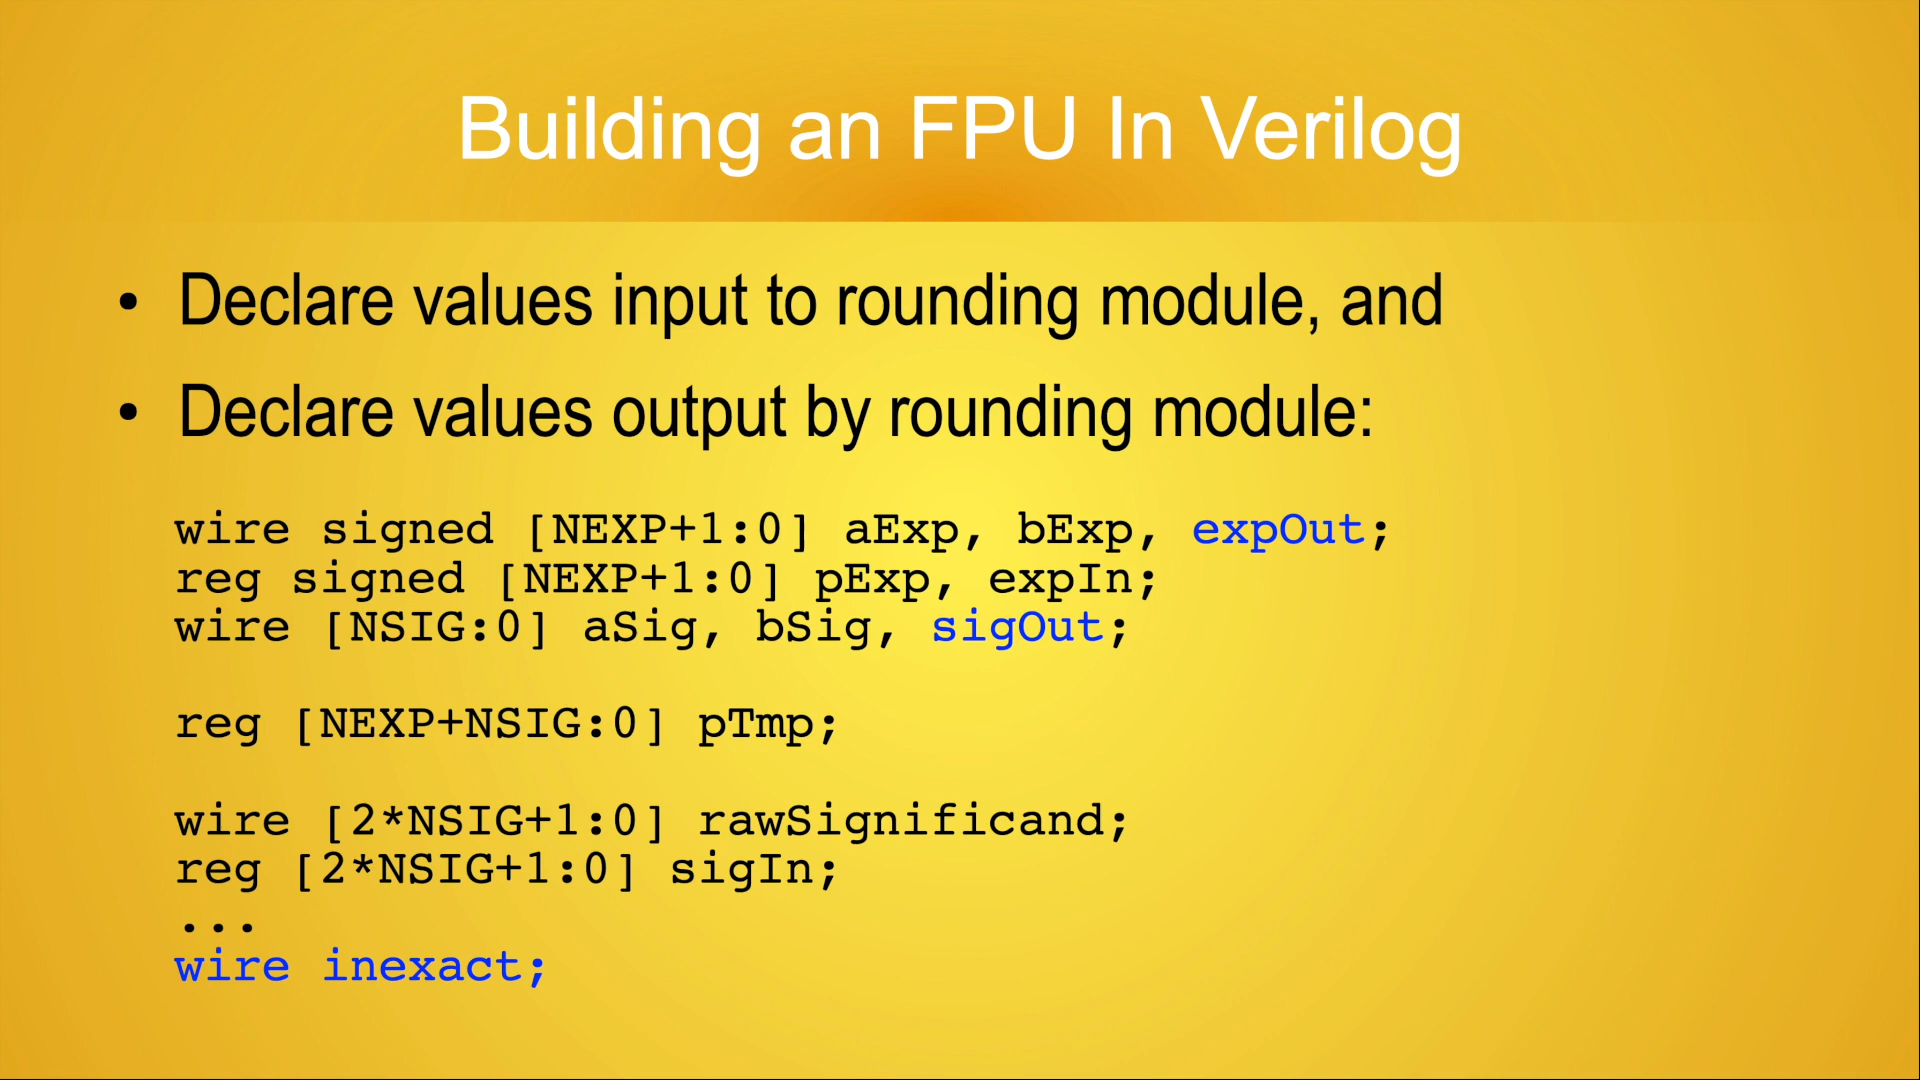 Building an FPU In Verilog
• Declare values input to rounding module, and
• Declare values output by rounding module:
wire signed [NEXP+1:0] aExp, bExp, expOut;
reg signed [NEXP+1:0] pExp, expIn;
wire [NSIG:0] aSig, bSig, sigOut;
reg [NEXP+NSIG:0] pTmp;
wire [2*NSIG+1:0] rawSignificand;
reg [2*NSIG+1:0] sigIn;
...
wire inexact;